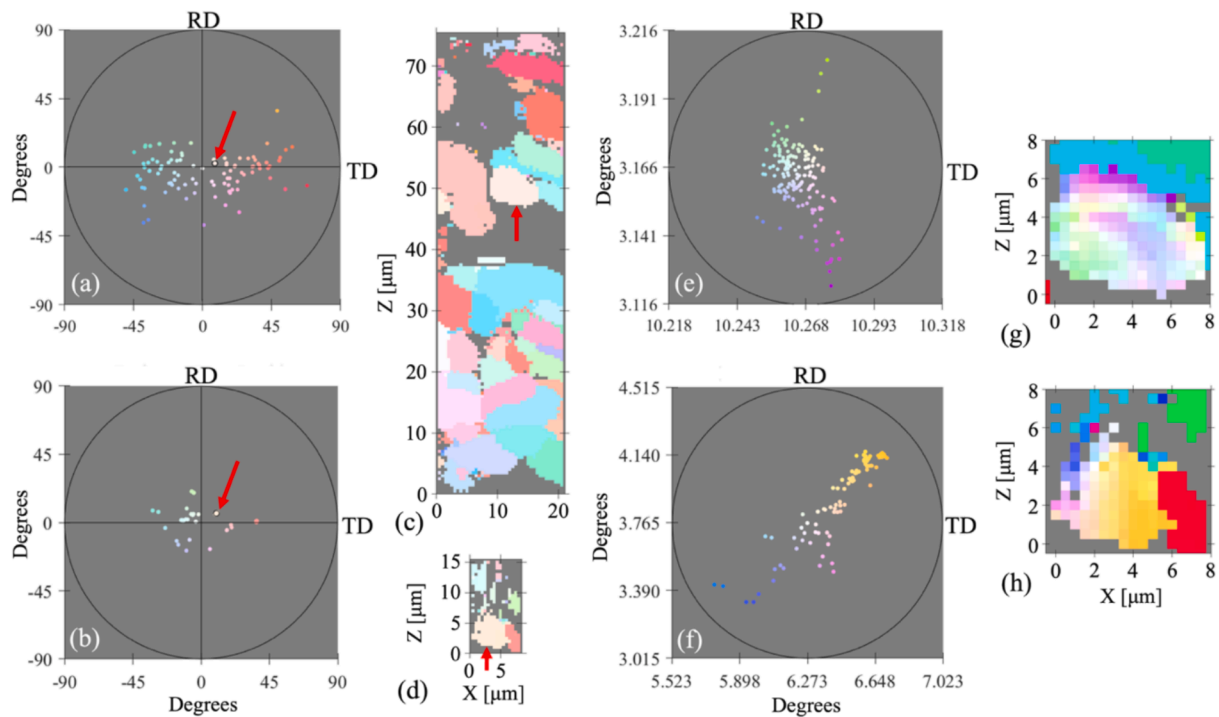 RD
90
45
0
-45
-90
Degrees
-90
-45
0
45
90
TD
(a)
RD
90
45
0
-45
-90
Degrees
-90
-45
0
45
90
Degrees
TD
(b)
70
60
50
40
30
20
10
0
Z [μm]
0
10
20
(c)
15
10
5
0
Z [μm]
0
5
X [μm]
(d)
RD
3.216
3.191
3.166
3.141
3.116
Degrees
10.218
10.243
10.268
10.293
10.318
TD
(e)
RD
4.515
4.140
3.765
3.390
3.015
Degrees
5.523
5.898
6.273
6.648
7.023
Degrees
TD
(f)
8
6
4
2
0
Z [μm]
0
2
4
6
8
(g)
8
6
4
2
0
Z [μm]
0
2
4
6
8
X [μm]
(h)